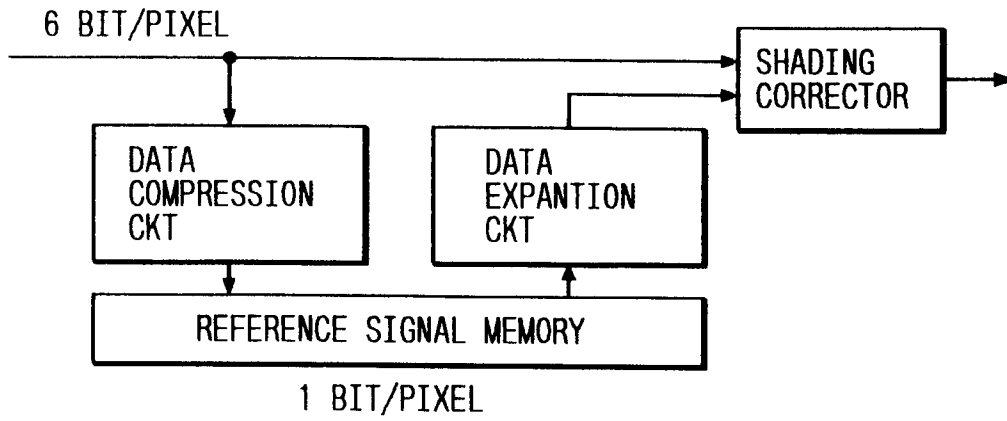 6 BIT/PIXEL
SHADING
CORRECTOR
DATA
COMPRESSION
CKT
DATA
EXPANTION
CKT
REFERENCE SIGNAL MEMORY
1 BIT/PIXEL